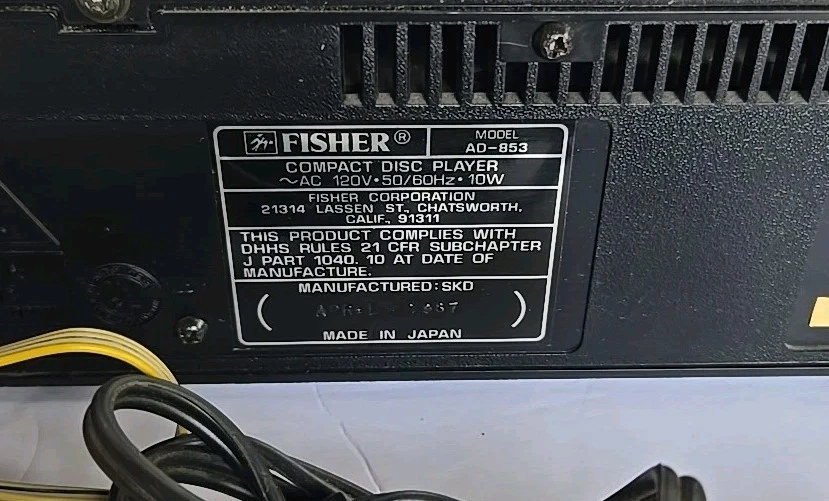 FISHER®
MODEL
AD-853
COMPACT DISC PLAYER
~AC 120V•50/60Hz•10W
FISHER CORPORATION
21314 LASSEN ST., CHATSWORTH,
CALIF., 91311
THIS PRODUCT COMPLIES WITH
DHHS RULES 21 CFR SUBCHAPTER
J PART 1040. 10 AT DATE OF
MANUFACTURE.
MANUFACTURED:SKD
MADE IN JAPAN